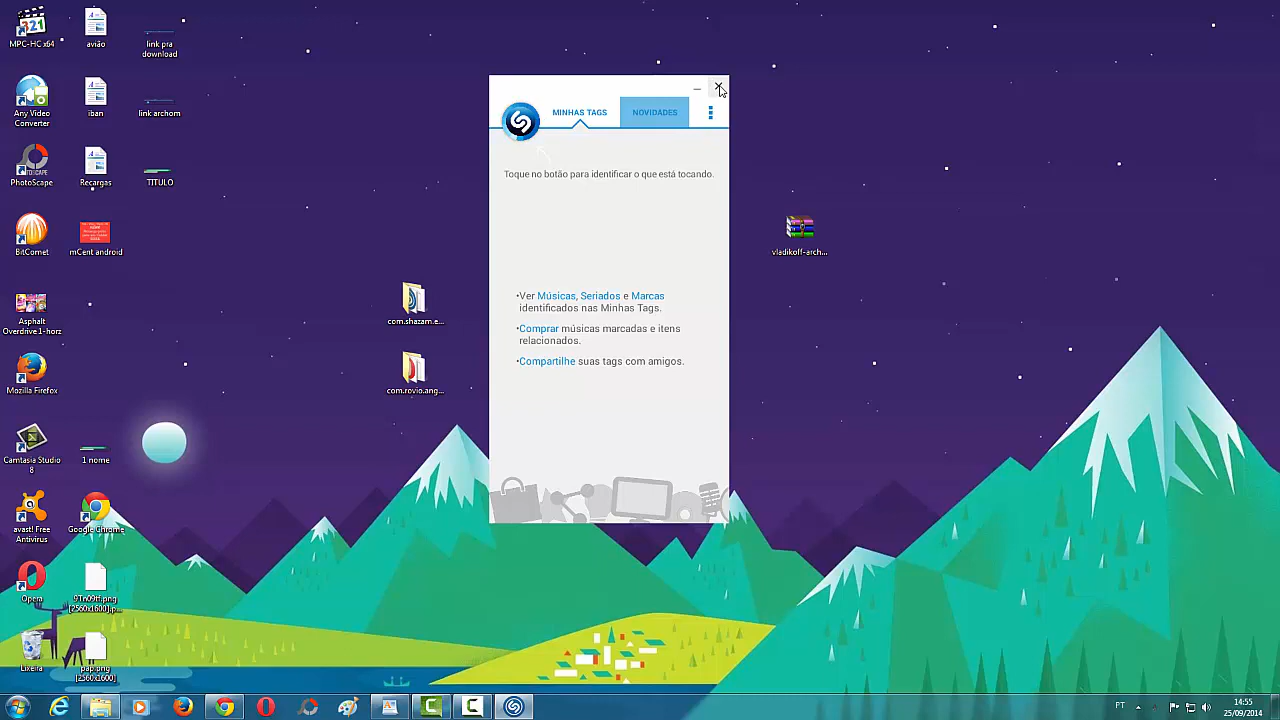 MPC-HC x64
avião
link pra
download
Any Video
Converter
iban
link archom
PhotoScape
Recargas
TITULO
BitComet
mCent android
Asphalt
Overdrive 1-horz
Mozilla Firefox
Camtasia Studio
8
1 nome
Avast! Free
Antivirus
Google Chrome
Opera
[2560x1600].p...
Lixeira
pap.png
[2560x1600]
com.shazam.e...
com.rovio.ang...
MINHAS TAGS
NOVIDADES
Toque no botão para identificar o que está tocando.
•Ver Músicas, Seriados e Marcas
identificados nas Minhas Tags.
•Comprar músicas marcadas e itens
relacionados.
•Compartilhe suas tags com amigos.
vladikoff-arch...
PT
14:55
25/09/2014